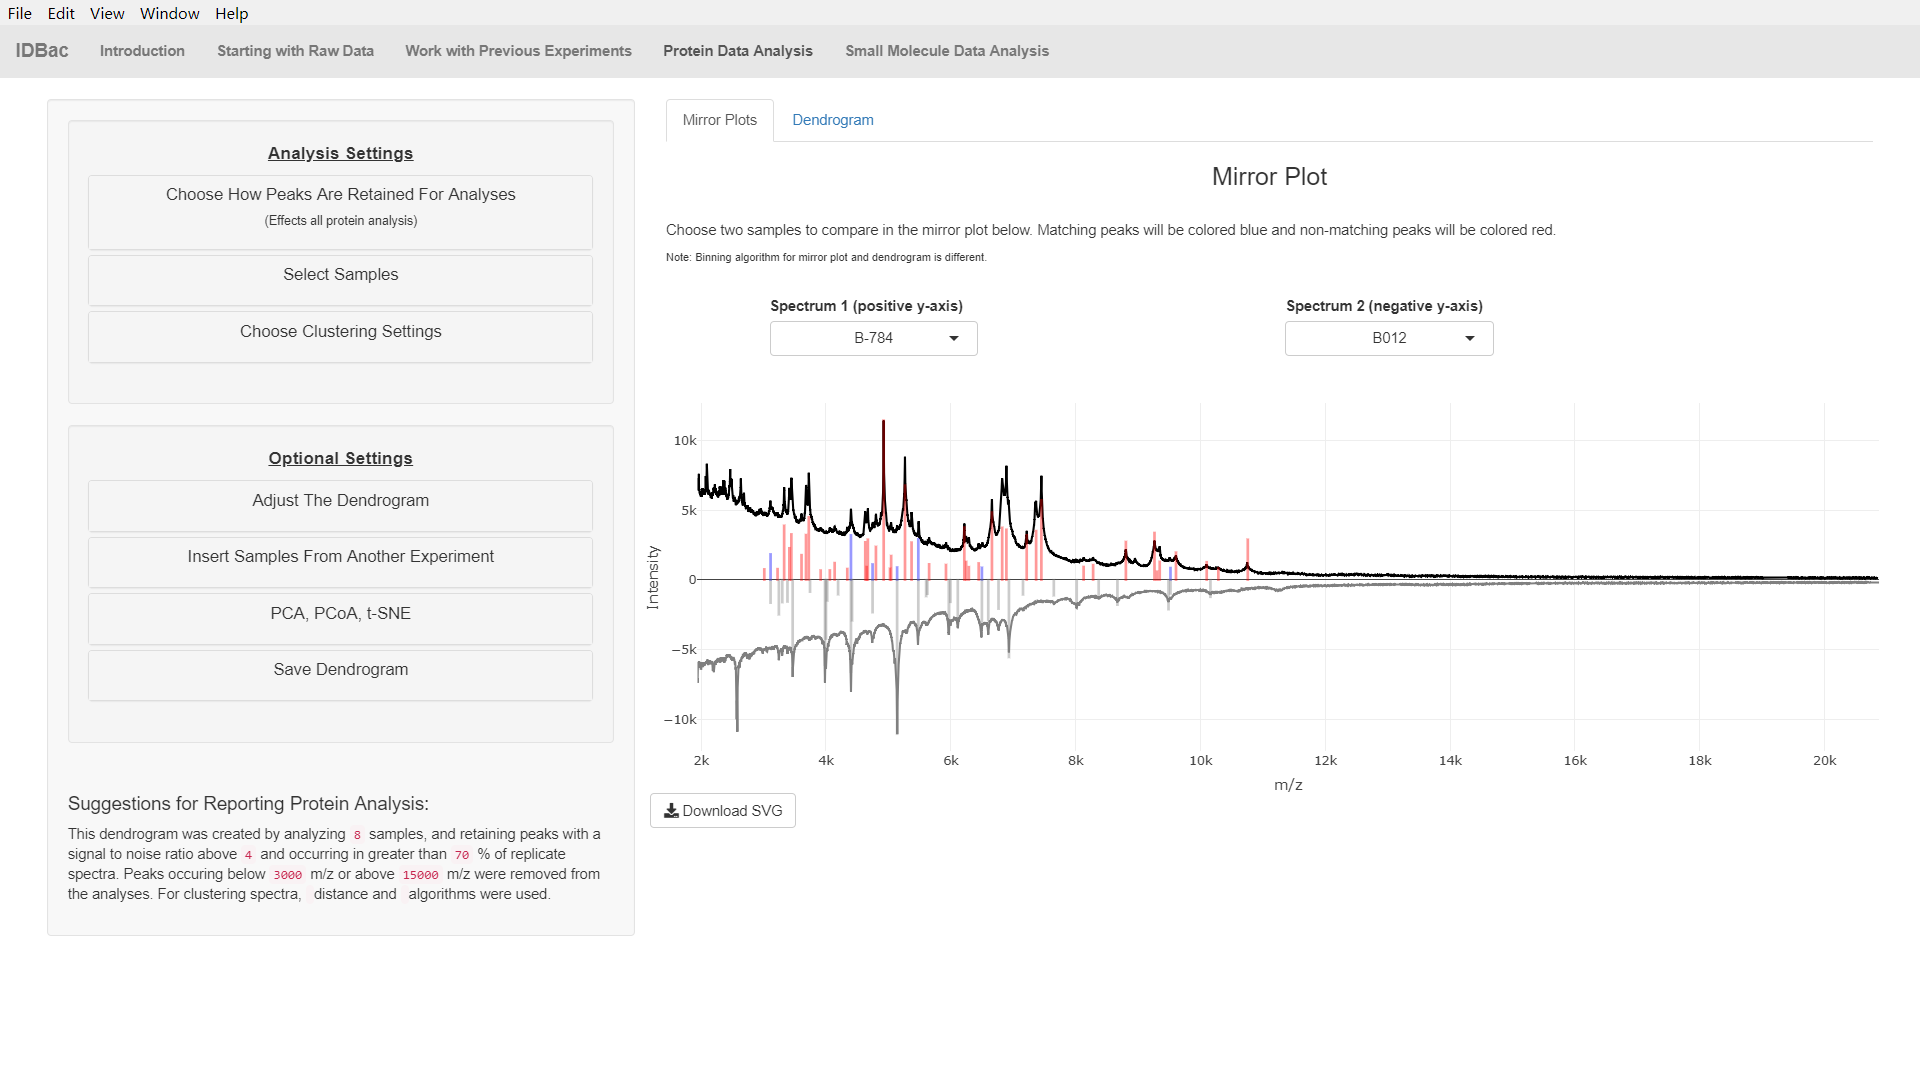 File Edit View Window Help
IDBac Introduction Starting with Raw Data Work with Previous Experiments Protein Data Analysis Small Molecule Data Analysis
Analysis Settings
Choose How Peaks Are Retained For Analyses
(Effects all protein analysis)
Select Samples
Choose Clustering Settings
Optional Settings
Adjust The Dendrogram
Insert Samples From Another Experiment
PCA, PCoA, t-SNE
Save Dendrogram
Suggestions for Reporting Protein Analysis:
This dendrogram was created by analyzing 8 samples, and retaining peaks with a
signal to noise ratio above 4 and occurring in greater than 70 % of replicate
spectra. Peaks occuring below 3000 m/z or above 15000 m/z were removed from
the analyses. For clustering spectra, distance and algorithms were used.
Mirror Plots Dendrogram
Mirror Plot
Choose two samples to compare in the mirror plot below. Matching peaks will be colored blue and non-matching peaks will be colored red.
Note: Binning algorithm for mirror plot and dendrogram is different.
Spectrum 1 (positive y-axis) Spectrum 2 (negative y-axis)
B-784 B012
10k
5k
0
−5k
−10k
Intensity
2k 4k 6k 8k 10k 12k 14k 16k 18k 20k
m/z
Download SVG